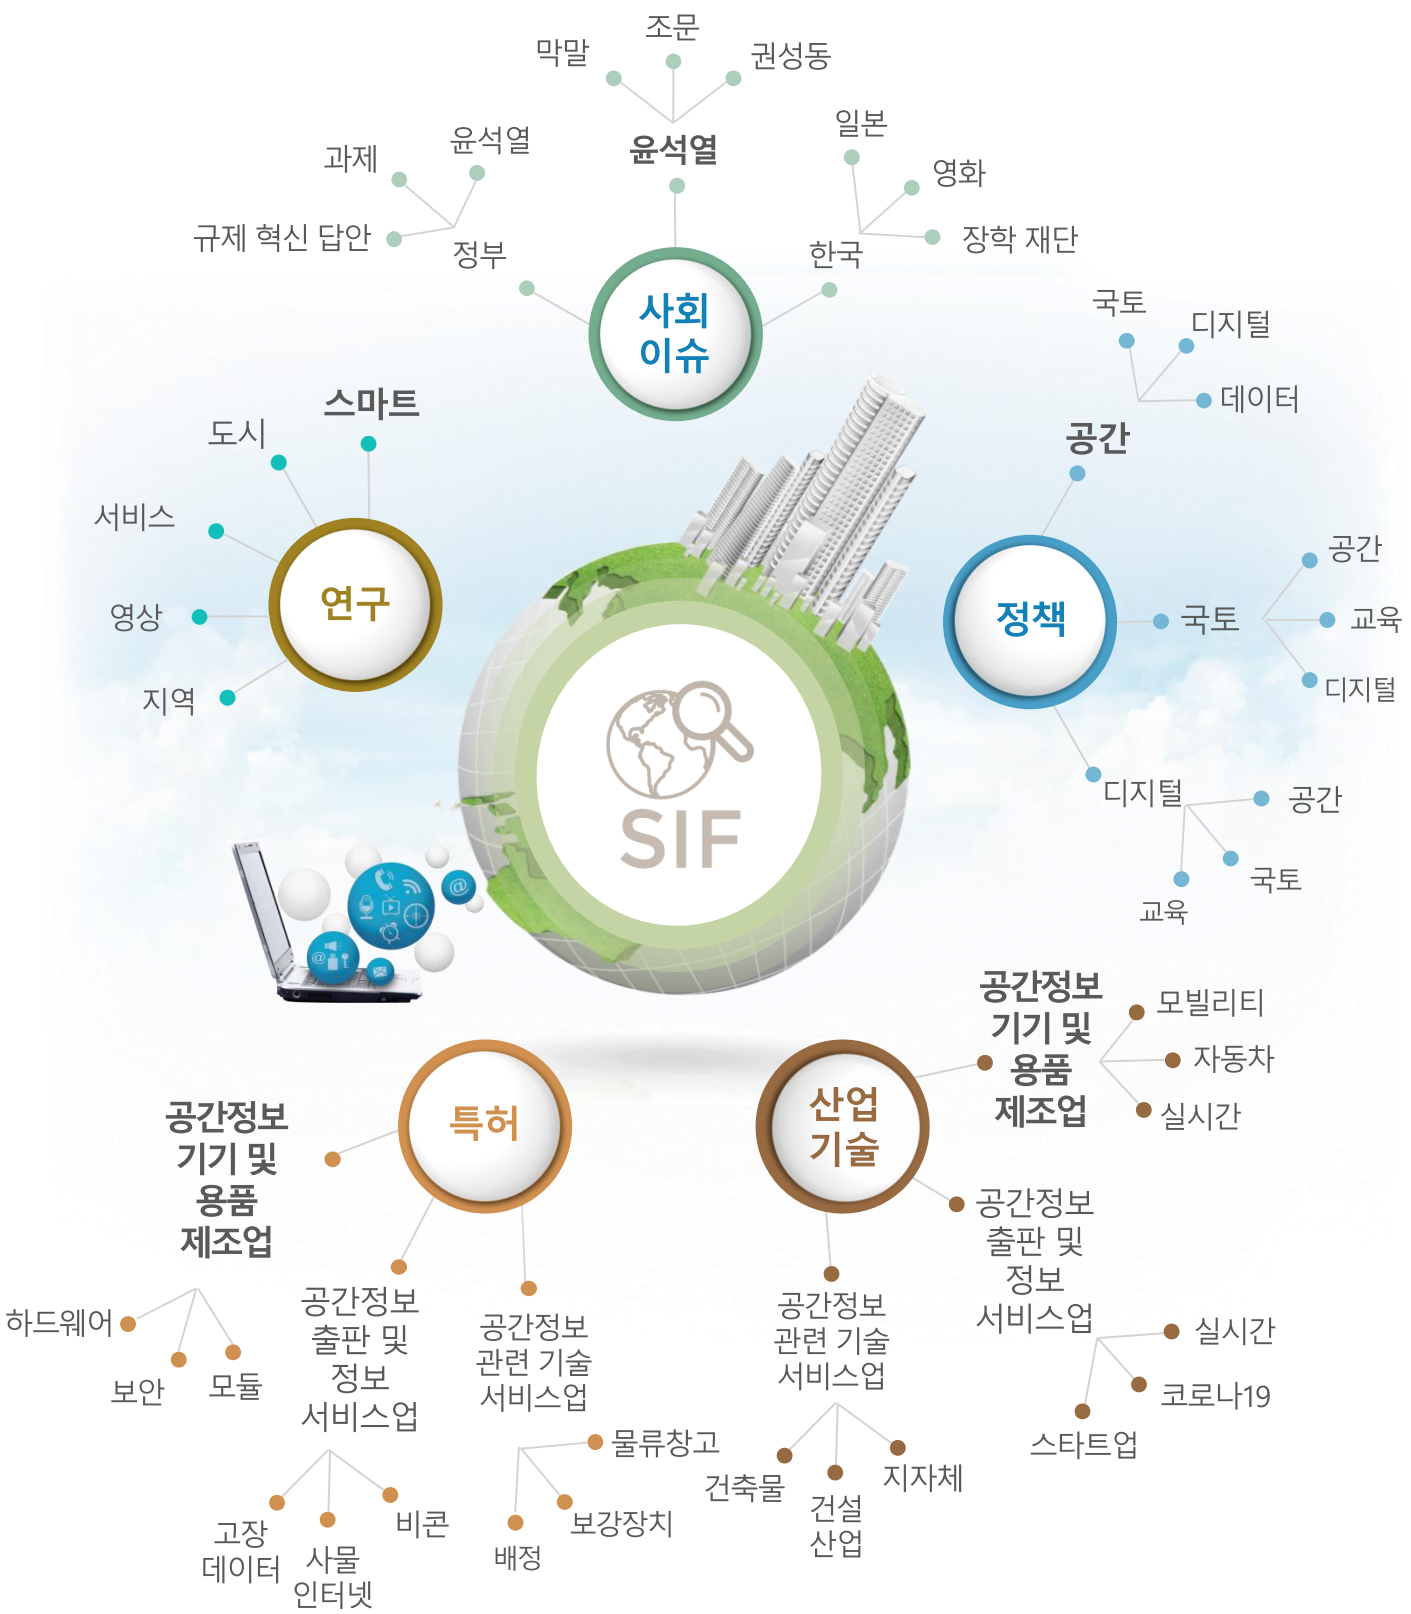 조문
막말
권성동
윤석열
일본
영화
장학 재단
한국
과제
윤석열
규제 혁신 답안
정부
사회
이슈
국토
디지털
데이터
공간
스마트
도시
서비스
영상
지역
연구
정책
국토
공간
교육
디지털
디지털
공간
국토
교육
SIF
@
@
공간정보
기기 및
용품
제조업
모빌리티
자동차
실시간
산업
기술
특허
공간정보
기기 및
용품
제조업
하드웨어
보안
모듈
공간정보
출판 및
정보
서비스업
고장
데이터
사물
인터넷
비콘
공간정보
관련 기술
서비스업
물류창고
보강장치
배정
공간정보
관련 기술
서비스업
건축물
건설
산업
지자체
공간정보
출판 및
정보
서비스업
실시간
코로나19
스타트업